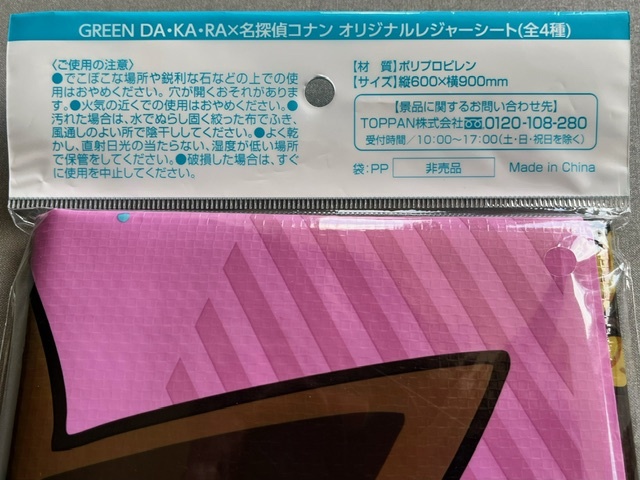 GREEN DA・KA・RA×名探偵コナン オリジナルレジャーシート(全4種)
〈ご使用の注意〉
●でこぼこな場所や鋭利な石などの上での使
用はおやめください。穴が開くおそれがありま
す。●火気の近くでの使用はおやめください。●
汚れた場合は、水でぬらし固く絞った布でふき、
風通しのよい所で陰干ししてください。●よく乾
かし、直射日光の当たらない、湿度が低い場所
で保管をしてください。●破損した場合は、すぐ
に使用を中止してください。
【材 質】ポリプロピレン
【サイズ】縦600×横900mm
【景品に関するお問い合わせ先】
TOPPAN株式会社 0120-108-280
受付時間／10:00〜17:00(土・日・祝日を除く)
袋:PP 非売品 Made in China